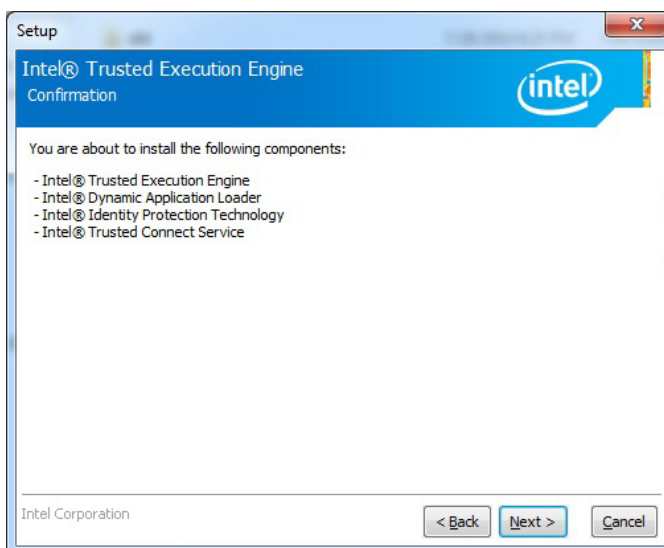 Setup
Intel® Trusted Execution Engine
Confirmation
intel
You are about to install the following components:
- Intel® Trusted Execution Engine
- Intel® Dynamic Application Loader
- Intel® Identity Protection Technology
- Intel® Trusted Connect Service
Intel Corporation
< Back
Next >
Cancel